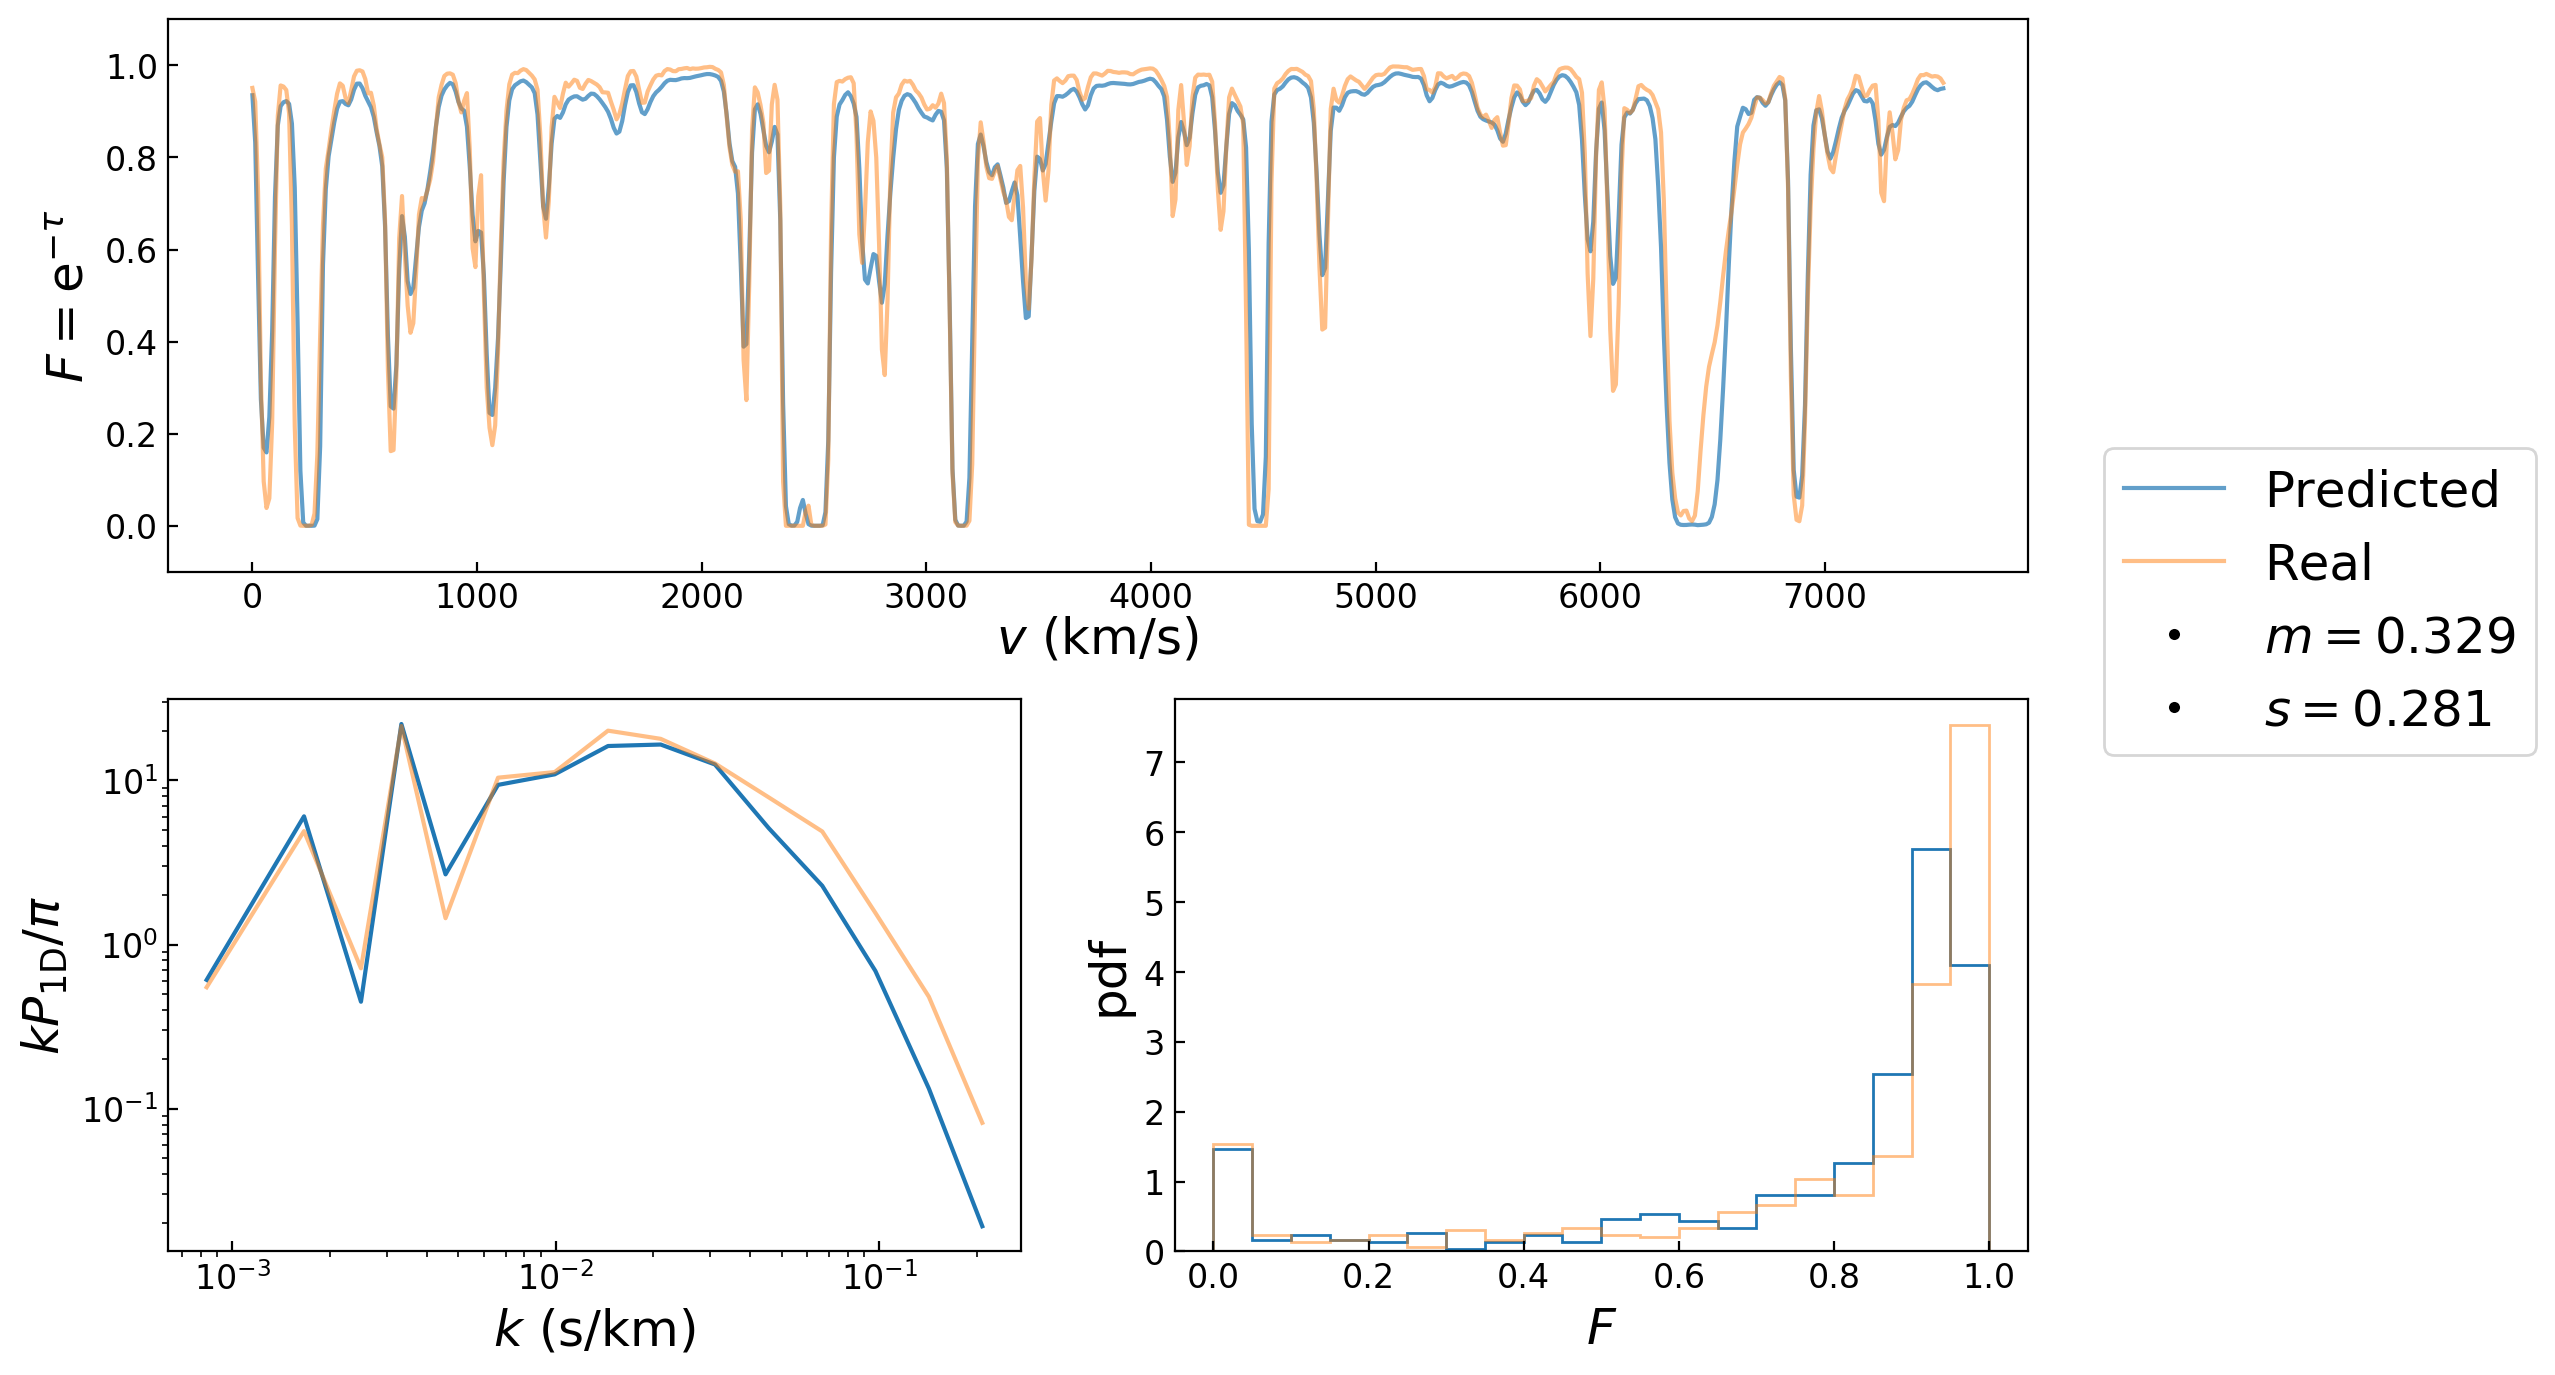 1.0
0.8
0.6
0.4
0.2
0.0
F = e^{-τ}
0 1000 2000 3000 4000 5000 6000 7000
v (km/s)
Predicted
Real
m = 0.329
s = 0.281
10^1
10^0
10^{-1}
kP_{1D}/π
10^{-3} 10^{-2} 10^{-1}
k (s/km)
7
6
5
4
3
2
1
0
pdf
0.0 0.2 0.4 0.6 0.8 1.0
F